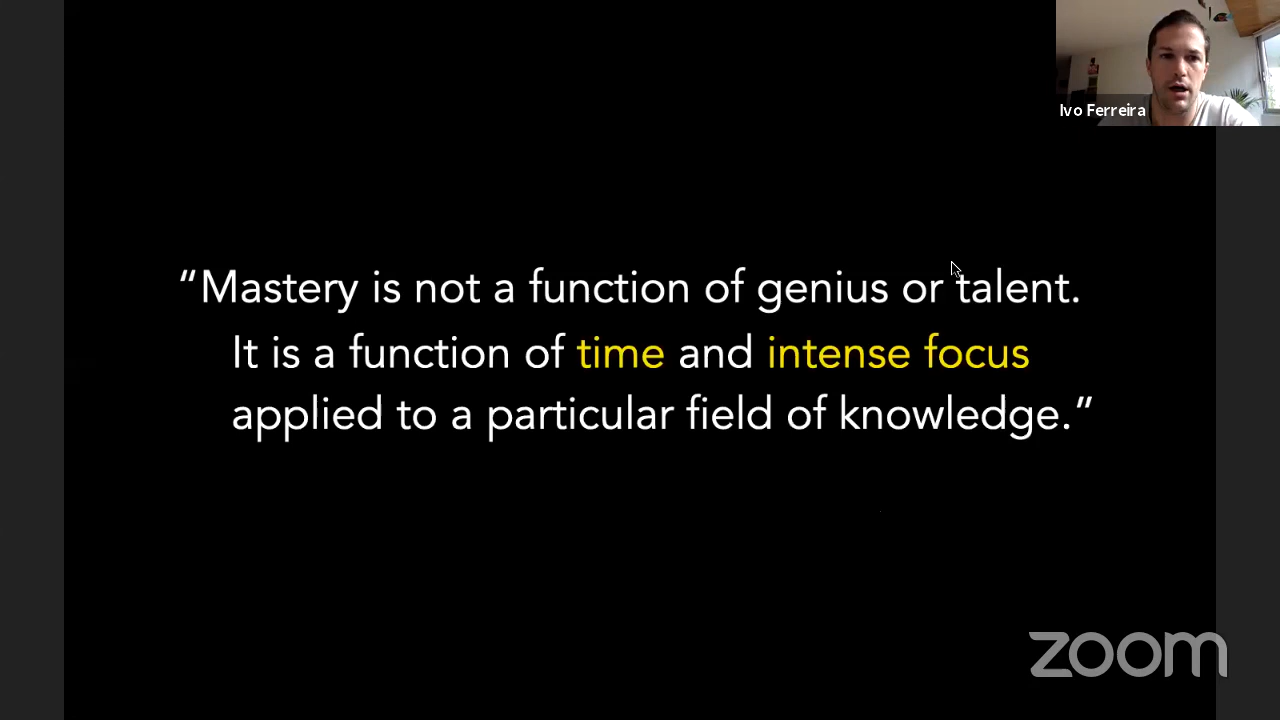 Ivo Ferreira
“Mastery is not a function of genius or talent.
It is a function of time and intense focus
applied to a particular field of knowledge.”
zoom